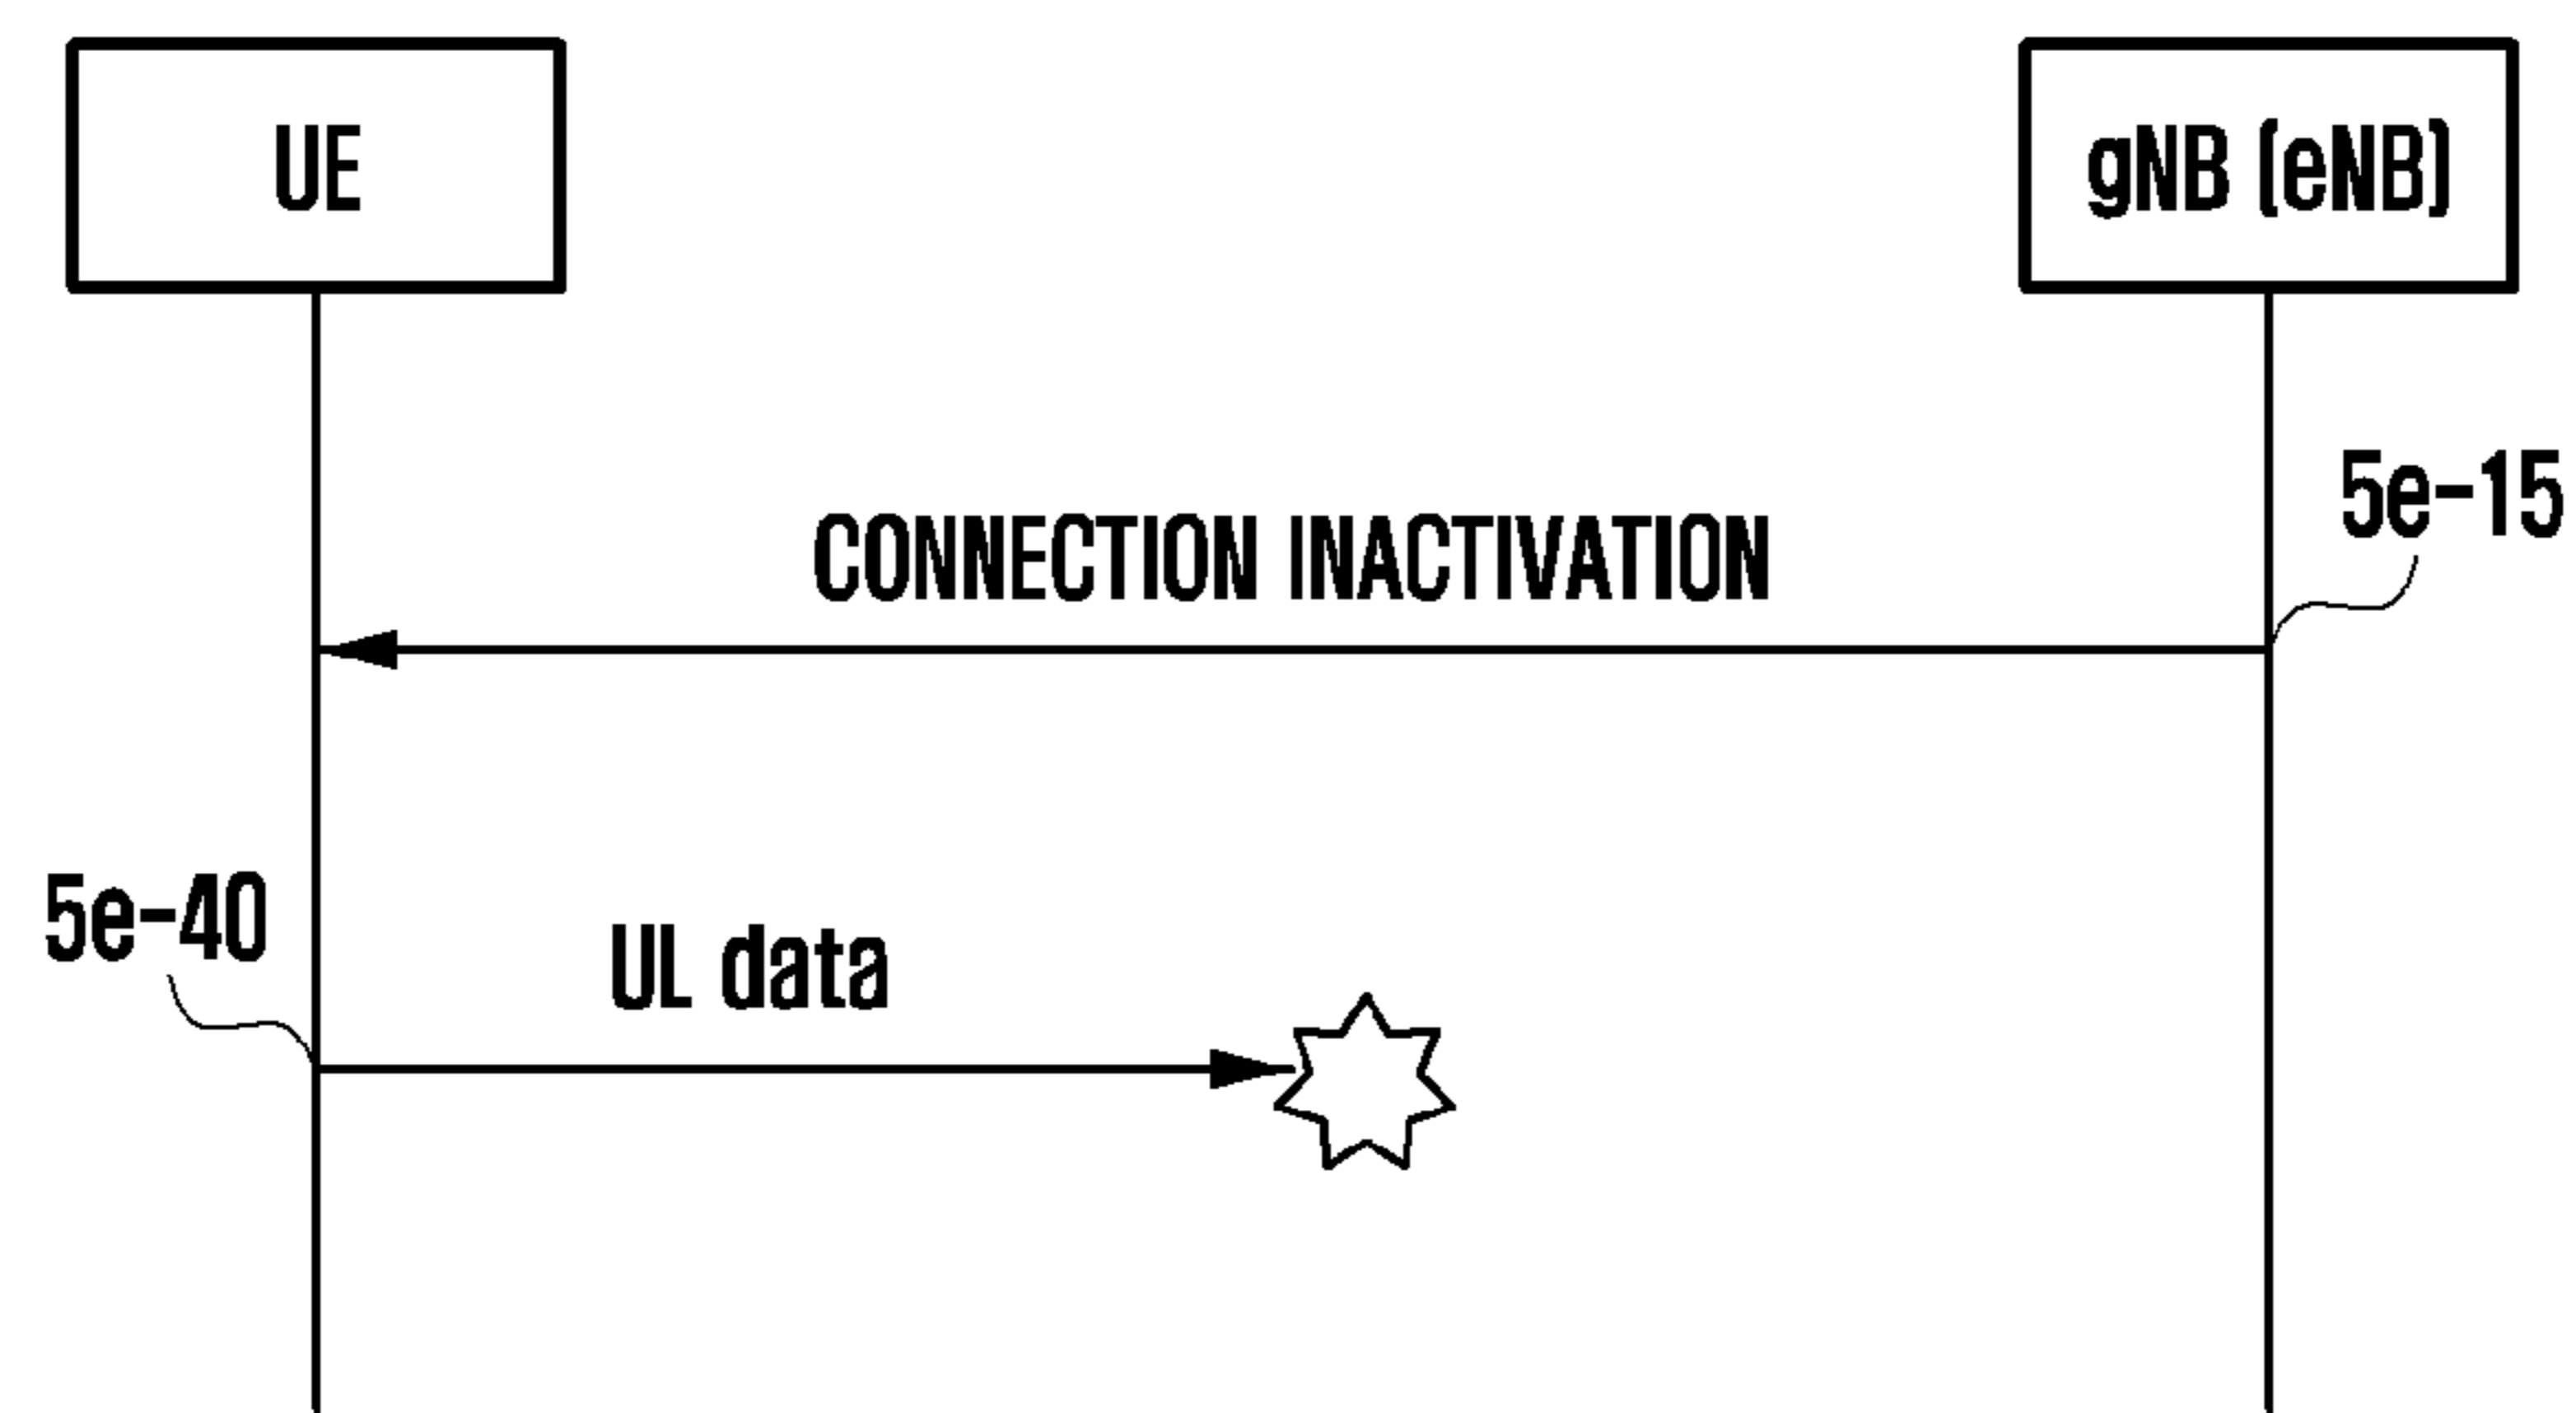 UE
gNB (eNB)
5e-15
CONNECTION INACTIVATION
5e-40
UL data